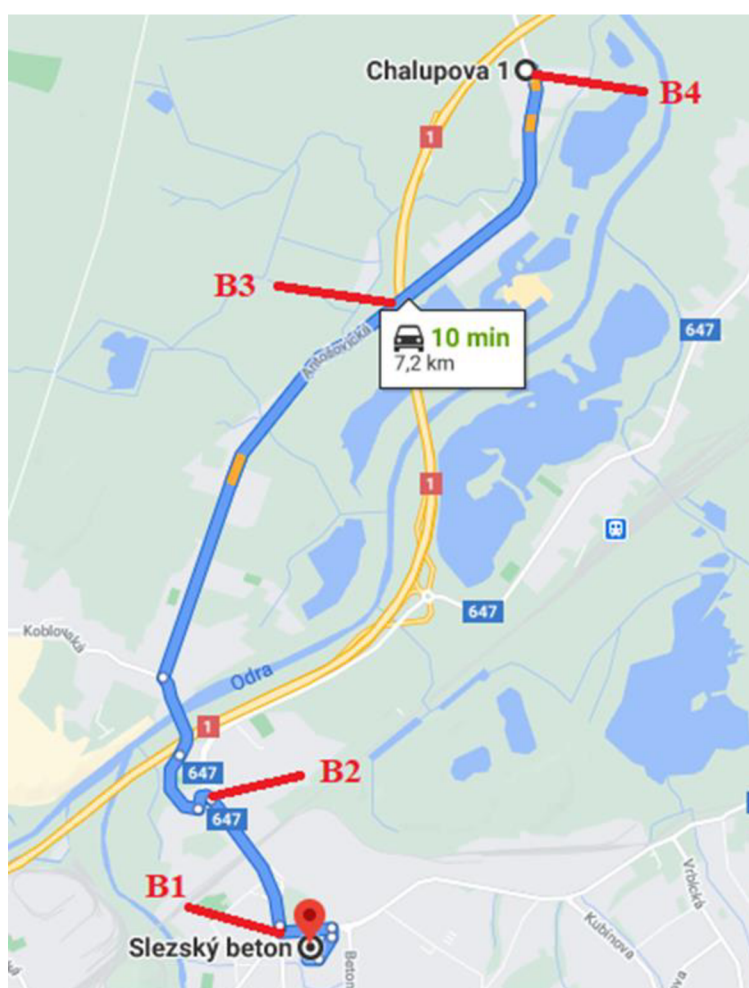 Chalupova 1
B4
1
B3
Antošovická
10 min
7,2 km
647
1
647
Koblovská
Odra
1
647
B2
647
B1
Vrbická
Kubínova
Slezský beton
Beton